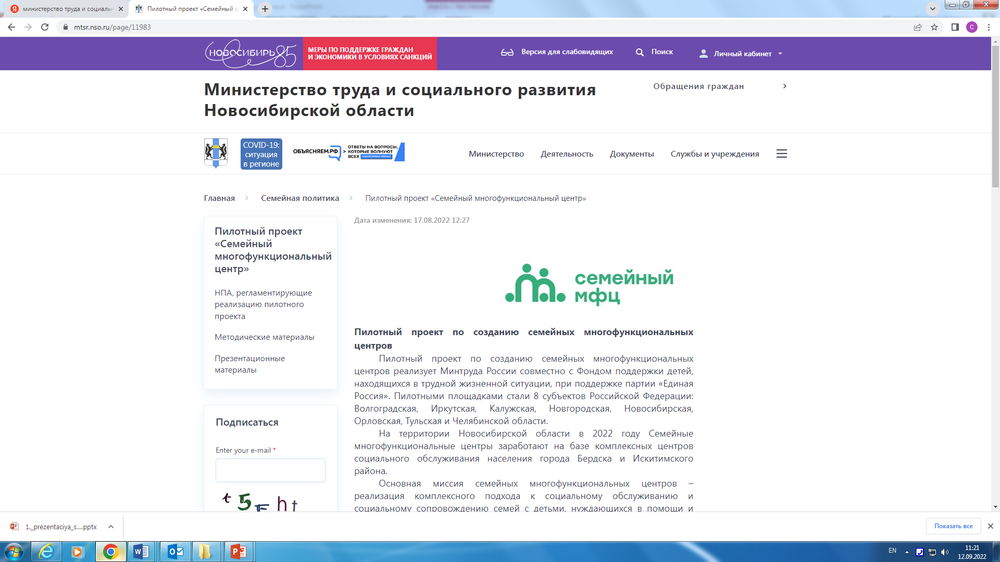 министерство труда и социальн
Пилотный проект «Семейный м
mtsr.nso.ru/page/11983
C
НОВОСИБИРЬ 85
МЕРЫ ПО ПОДДЕРЖКЕ ГРАЖДАН
И ЭКОНОМИКИ В УСЛОВИЯХ САНКЦИЙ
Версия для слабовидящих
Поиск
Личный кабинет
Министерство труда и социального развития
Новосибирской области
Обращения граждан
COVID-19:
ситуация
в регионе
ОБЪЯСНЯЕМ.РФ >
ОТВЕТЫ НА ВОПРОСЫ,
КОТОРЫЕ ВОЛНУЮТ
ВСЕХ УЗНАЙ ПРЯМО СЕЙЧАС
Министерство
Деятельность
Документы
Службы и учреждения
Главная
Семейная политика
Пилотный проект «Семейный многофункциональный центр»
Пилотный проект
«Семейный
многофункциональный
центр»
НПА, регламентирующие
реализацию пилотного
проекта
Методические материалы
Презентационные
материалы
Подписаться
Enter your e-mail *
Дата изменения: 17.08.2022 12:27
семейный
мфц
Пилотный проект по созданию семейных многофункциональных
центров
Пилотный проект по созданию семейных многофункциональных
центров реализует Минтруда России совместно с Фондом поддержки детей,
находящихся в трудной жизненной ситуации, при поддержке партии «Единая
Россия». Пилотными площадками стали 8 субъектов Российской Федерации:
Волгоградская, Иркутская, Калужская, Новгородская, Новосибирская,
Орловская, Тульская и Челябинской области.
На территории Новосибирской области в 2022 году Семейные
многофункциональные центры заработают на базе комплексных центров
социального обслуживания населения города Бердска и Искитимского
района.
Основная миссия семейных многофункциональных центров –
реализация комплексного подхода к социальному обслуживанию и
социальному сопровождению семей с детьми, нуждающихся в помощи и
1._prezentaciya_s....pptx
Показать все
EN
11:21
12.09.2022